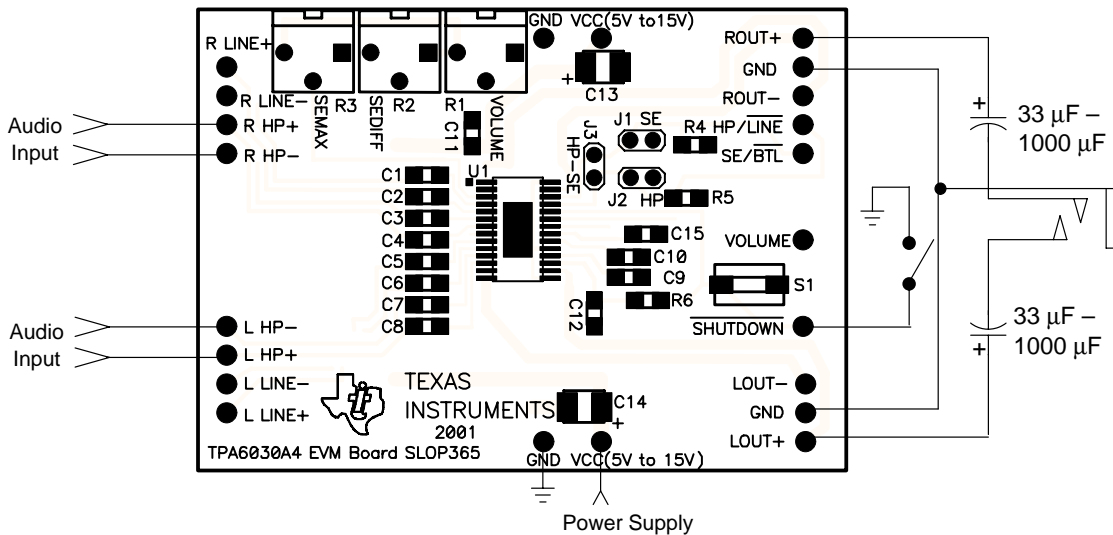 GND VCC(5V to15V)
R LINE+
R LINE-
R HP+
R HP-
Audio
Input
R3
SEMAX
R2
SEDIFF
R1
VOLUME
C11
C13
+
J3
HP-SE
J1 SE
J2 HP
R4
R5
ROUT+
GND
ROUT-
HP/LINE
SE/BTL
VOLUME
S1
SHUTDOWN
U1
C1
C2
C3
C4
C5
C6
C7
C8
C15
C10
C9
R6
C12
+
33 μF –
1000 μF
33 μF –
1000 μF
+
Audio
Input
L HP-
L HP+
L LINE-
L LINE+
TEXAS
INSTRUMENTS
2001
TPA6030A4 EVM Board SLOP365
C14
+
GND VCC(5V to 15V)
LOUT-
GND
LOUT+
Power Supply